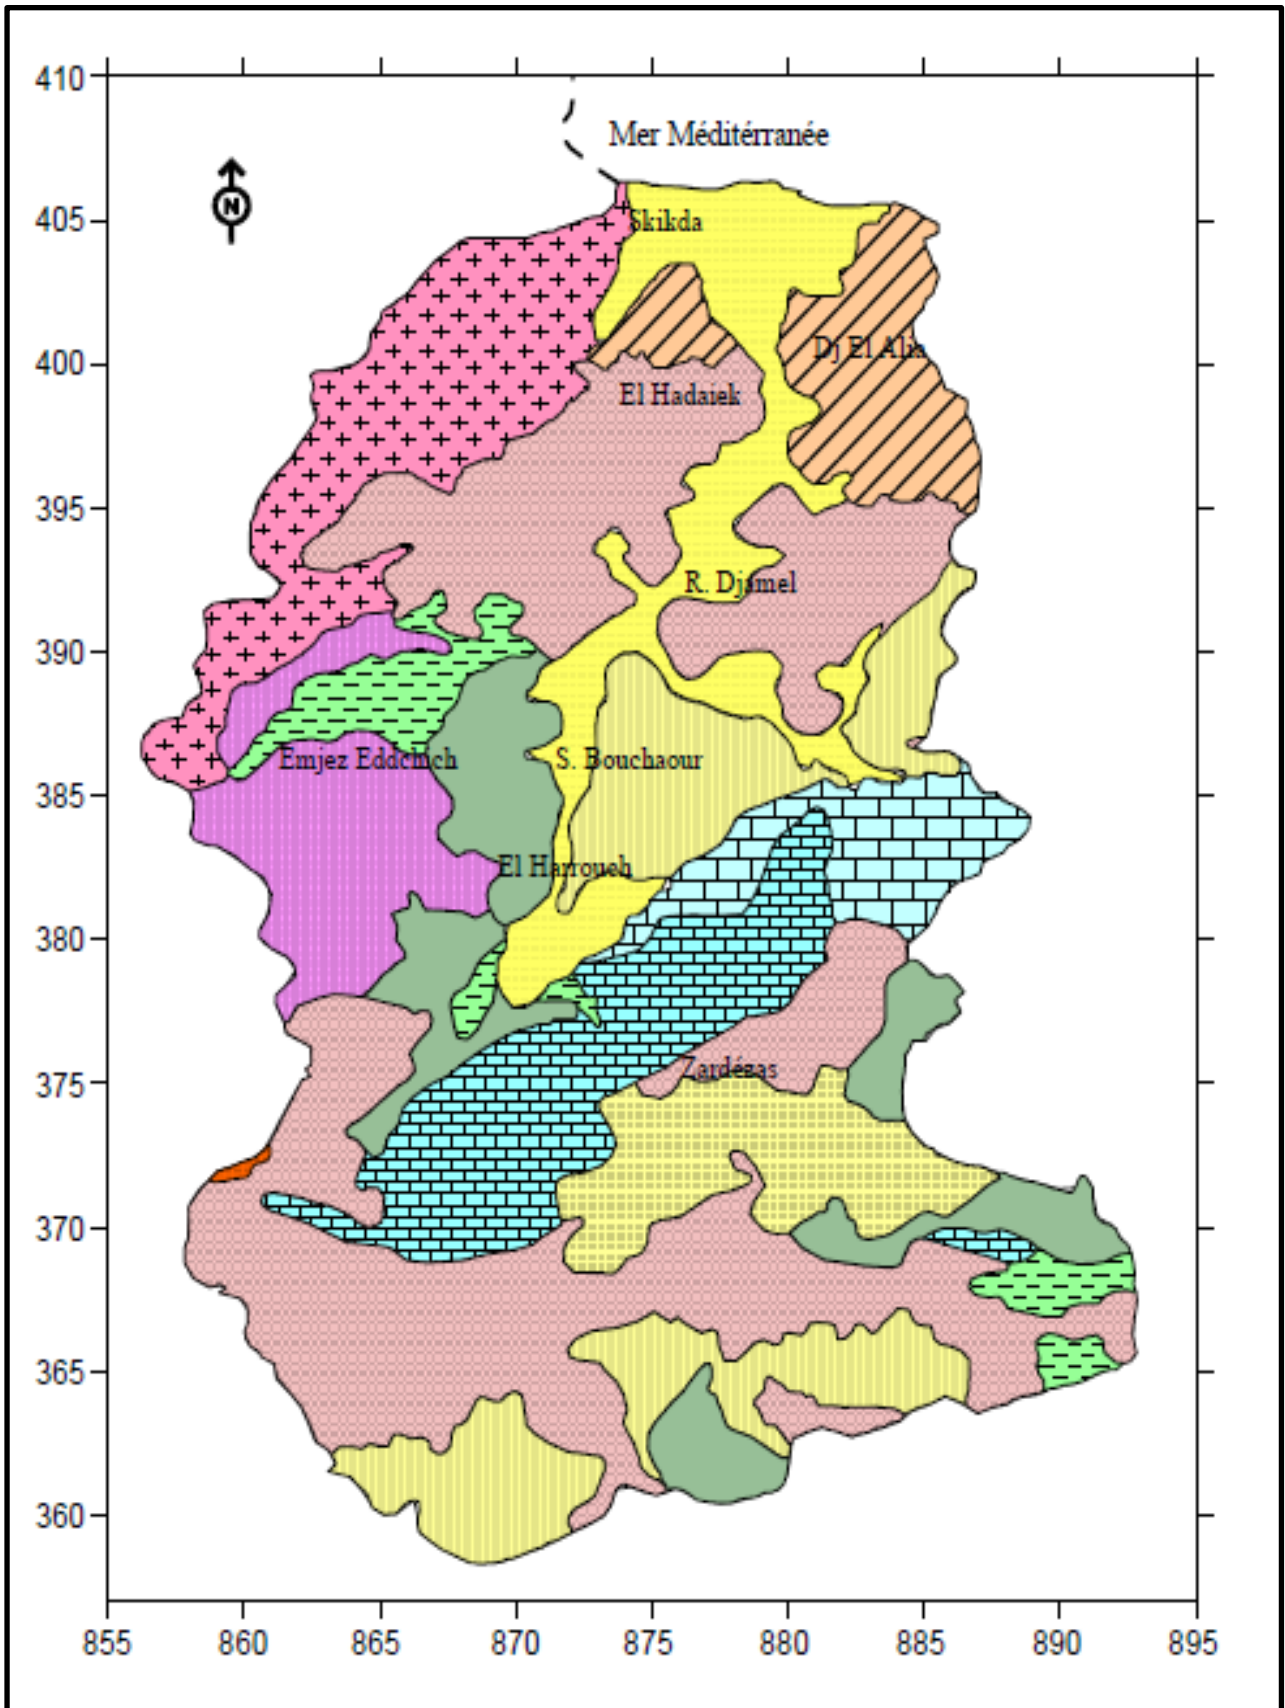 410
Mer Méditérranée
N
405
Skikda
400
Dj El Alia
El Hadaiek
395
R. Djamel
390
Emjez Eddchich
S. Bouchaour
385
El Harroueh
380
375
Zardézas
370
365
360
855
860
865
870
875
880
885
890
895